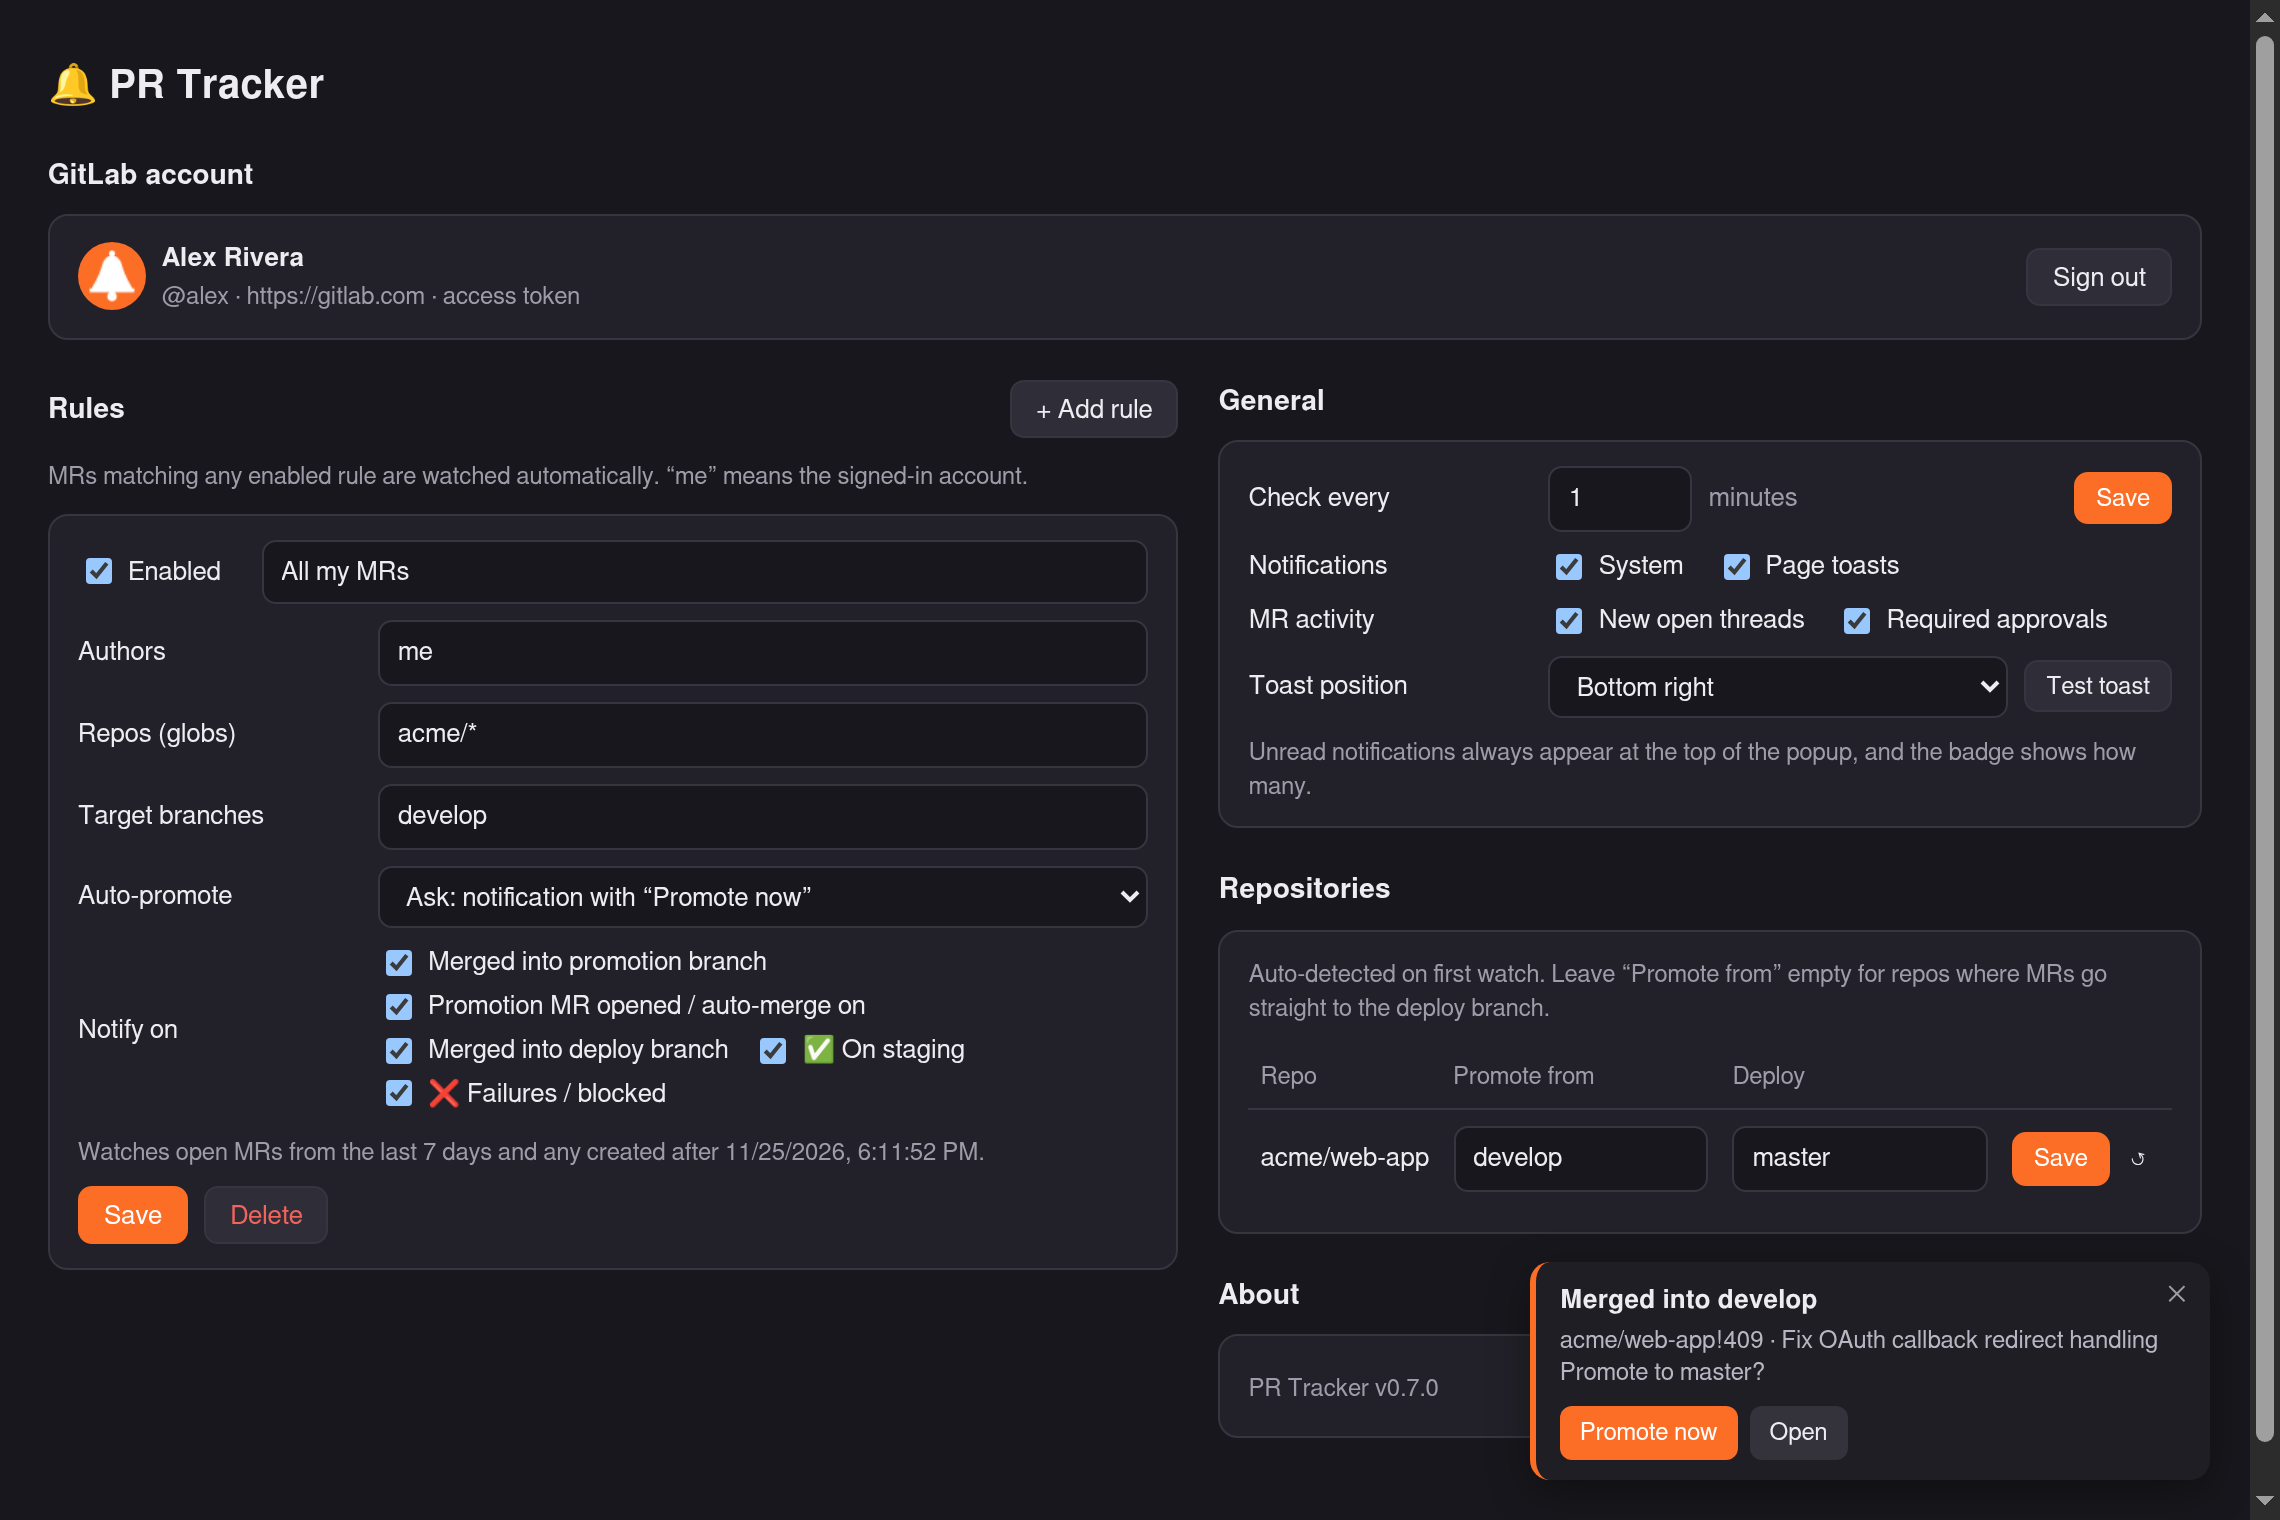 🔔 PR Tracker
GitLab account
Alex Rivera
@alex · https://gitlab.com · access token
Sign out
Rules
+ Add rule
MRs matching any enabled rule are watched automatically. “me” means the signed-in account.
Enabled
All my MRs
Authors
me
Repos (globs)
acme/*
Target branches
develop
Auto-promote
Ask: notification with “Promote now”
Notify on
Merged into promotion branch
Promotion MR opened / auto-merge on
Merged into deploy branch
✅ On staging
❌ Failures / blocked
Watches open MRs from the last 7 days and any created after 11/25/2026, 6:11:52 PM.
Save
Delete
General
Check every
1
minutes
Save
Notifications
System
Page toasts
MR activity
New open threads
Required approvals
Toast position
Bottom right
Test toast
Unread notifications always appear at the top of the popup, and the badge shows how
many.
Repositories
Auto-detected on first watch. Leave “Promote from” empty for repos where MRs go
straight to the deploy branch.
Repo
Promote from
Deploy
acme/web-app
develop
master
Save
↺
About
PR Tracker v0.7.0
Merged into develop
acme/web-app!409 · Fix OAuth callback redirect handling
Promote to master?
Promote now
Open